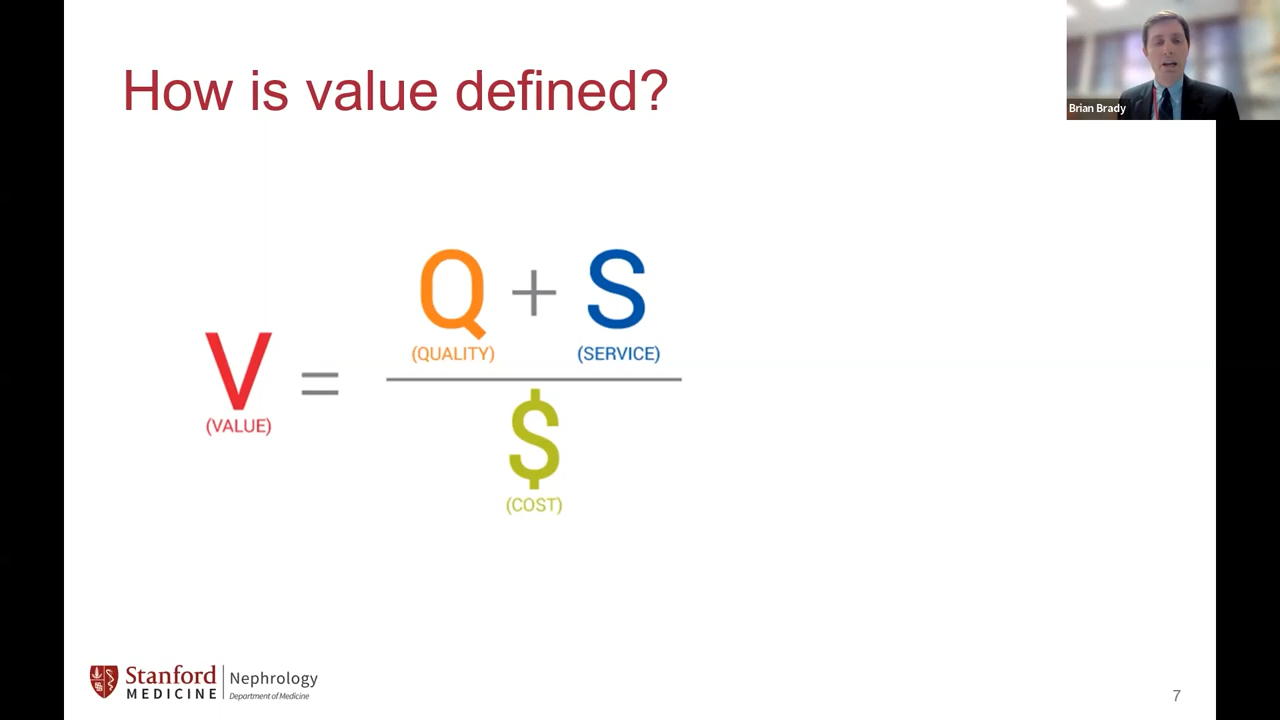 How is value defined?
Brian Brady
Q + S
(QUALITY) (SERVICE)
V =
(VALUE)
$
(COST)
Stanford
MEDICINE
Nephrology
Department of Medicine
7